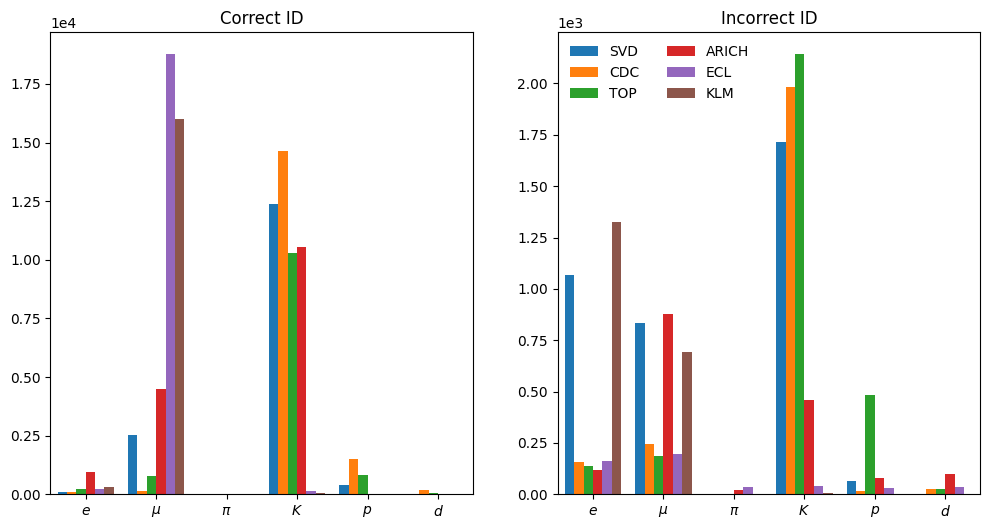 Correct ID
1e4
1.75
1.50
1.25
1.00
0.75
0.50
0.25
0.00
e
μ
π
K
p
d
Incorrect ID
1e3
SVD
CDC
TOP
ARICH
ECL
KLM
2.00
1.75
1.50
1.25
1.00
0.75
0.50
0.25
0.00
e
μ
π
K
p
d